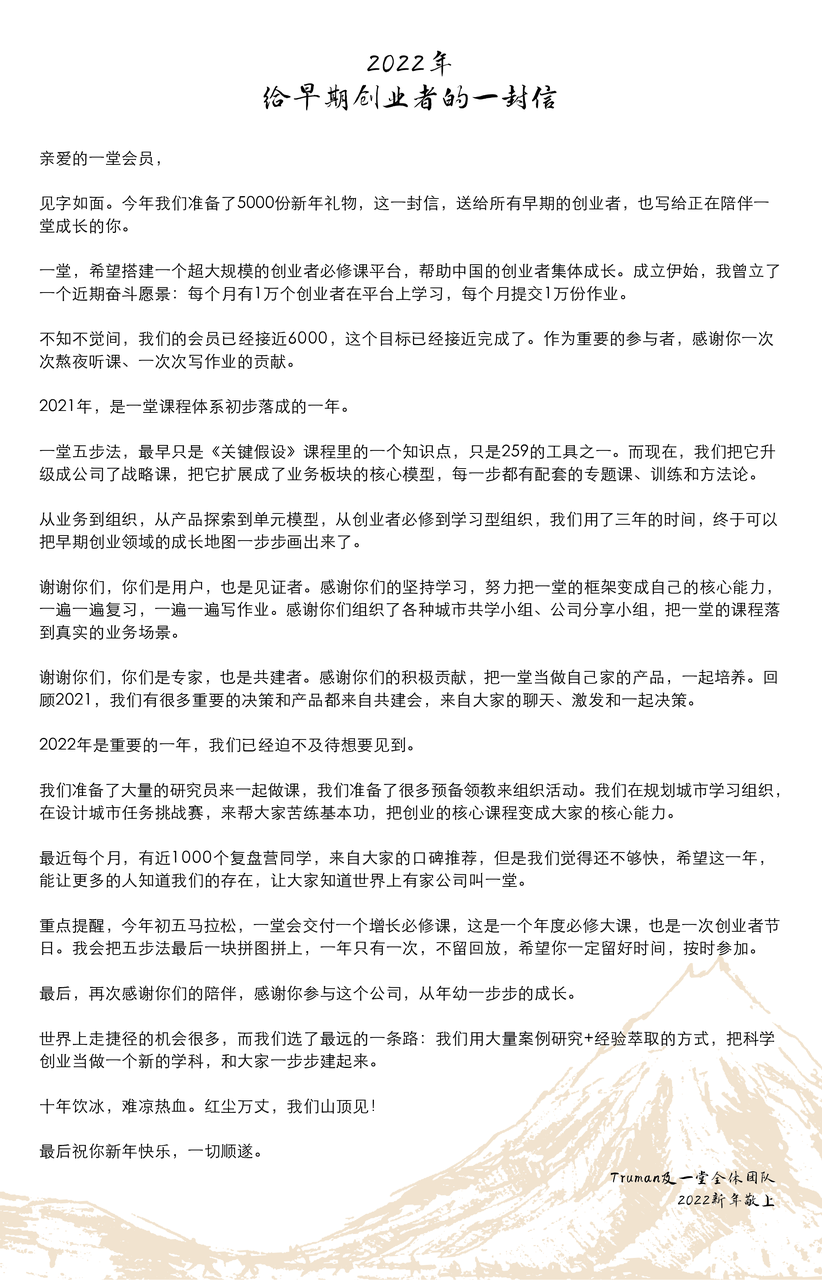 2022年
给早期创业者的一封信
亲爱的一堂会员，
见字如面。今年我们准备了5000份新年礼物，这一封信，送给所有早期的创业者，也写给正在陪伴一
堂成长的你。
一堂，希望搭建一个超大规模的创业者必修课平台，帮助中国的创业者集体成长。成立伊始，我曾立了
一个近期奋斗愿景：每个月有1万个创业者在平台上学习，每个月提交1万份作业。
不知不觉间，我们的会员已经接近6000，这个目标已经接近完成了。作为重要的参与者，感谢你一次
次熬夜听课、一次次写作业的贡献。
2021年，是一堂课程体系初步落成的一年。
一堂五步法，最早只是《关键假设》课程里的一个知识点，只是259的工具之一。而现在，我们把它升
级成公司了战略课，把它扩展成了业务板块的核心模型，每一步都有配套的专题课、训练和方法论。
从业务到组织，从产品探索到单元模型，从创业者必修到学习型组织，我们用了三年的时间，终于可以
把早期创业领域的成长地图一步步画出来了。
谢谢你们，你们是用户，也是见证者。感谢你们的坚持学习，努力把一堂的框架变成自己的核心能力，
一遍一遍复习，一遍一遍写作业。感谢你们组织了各种城市共学小组、公司分享小组，把一堂的课程落
到真实的业务场景。
谢谢你们，你们是专家，也是共建者。感谢你们的积极贡献，把一堂当做自己家的产品，一起培养。回
顾2021，我们有很多重要的决策和产品都来自共建会，来自大家的聊天、激发和一起决策。
2022年是重要的一年，我们已经迫不及待想要见到。
我们准备了大量的研究员来一起做课，我们准备了很多预备领教来组织活动。我们在规划城市学习组织，
在设计城市任务挑战赛，来帮大家苦练基本功，把创业的核心课程变成大家的核心能力。
最近每个月，有近1000个复盘营同学，来自大家的口碑推荐，但是我们觉得还不够快，希望这一年，
能让更多的人知道我们的存在，让大家知道世界上有家公司叫一堂。
重点提醒，今年初五马拉松，一堂会交付一个增长必修课，这是一个年度必修大课，也是一次创业者节
日。我会把五步法最后一块拼图拼上，一年只有一次，不留回放，希望你一定留好时间，按时参加。
最后，再次感谢你们的陪伴，感谢你参与这个公司，从年幼一步步的成长。
世界上走捷径的机会很多，而我们选了最远的一条路：我们用大量案例研究+经验萃取的方式，把科学
创业当做一个新的学科，和大家一步步建起来。
十年饮冰，难凉热血。红尘万丈，我们山顶见！
最后祝你新年快乐，一切顺遂。
Truman及一堂全体团队
2022新年敬上